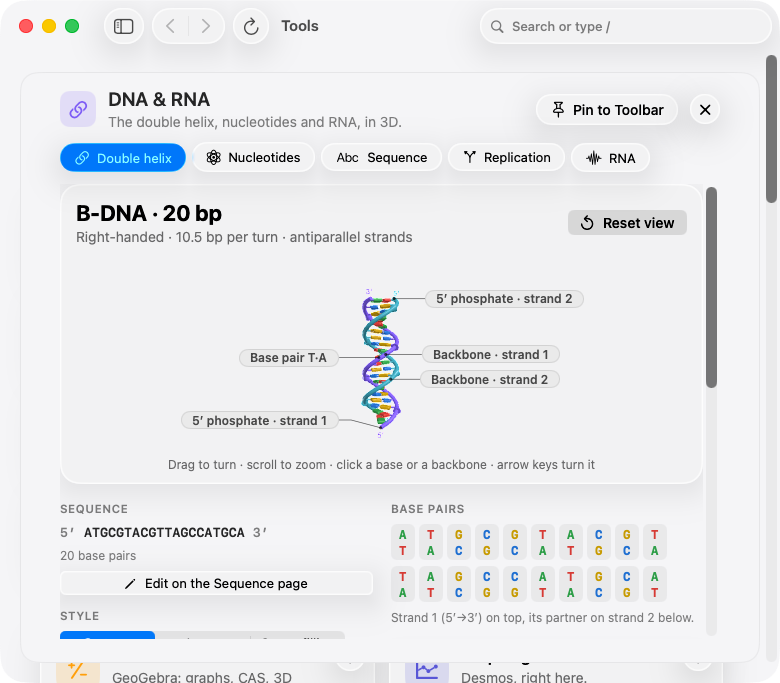 Tools
Search or type /
DNA & RNA
The double helix, nucleotides and RNA, in 3D.
Pin to Toolbar
Double helix
Nucleotides
Abc Sequence
Replication
RNA
B-DNA · 20 bp
Right-handed · 10.5 bp per turn · antiparallel strands
Reset view
3′
5′ phosphate · strand 2
Base pair T·A
Backbone · strand 1
Backbone · strand 2
5′ phosphate · strand 1
5′
Drag to turn · scroll to zoom · click a base or a backbone · arrow keys turn it
SEQUENCE
5′ ATGCGTACGTTAGCCATGCA 3′
20 base pairs
Edit on the Sequence page
STYLE
BASE PAIRS
A T G C G T A C G T
T A C G C A T G C A
T A G C C A T G C A
A T C G G T A C G T
Strand 1 (5′→3′) on top, its partner on strand 2 below.
GeoGebra: graphs, CAS, 3D
Desmos, right here.